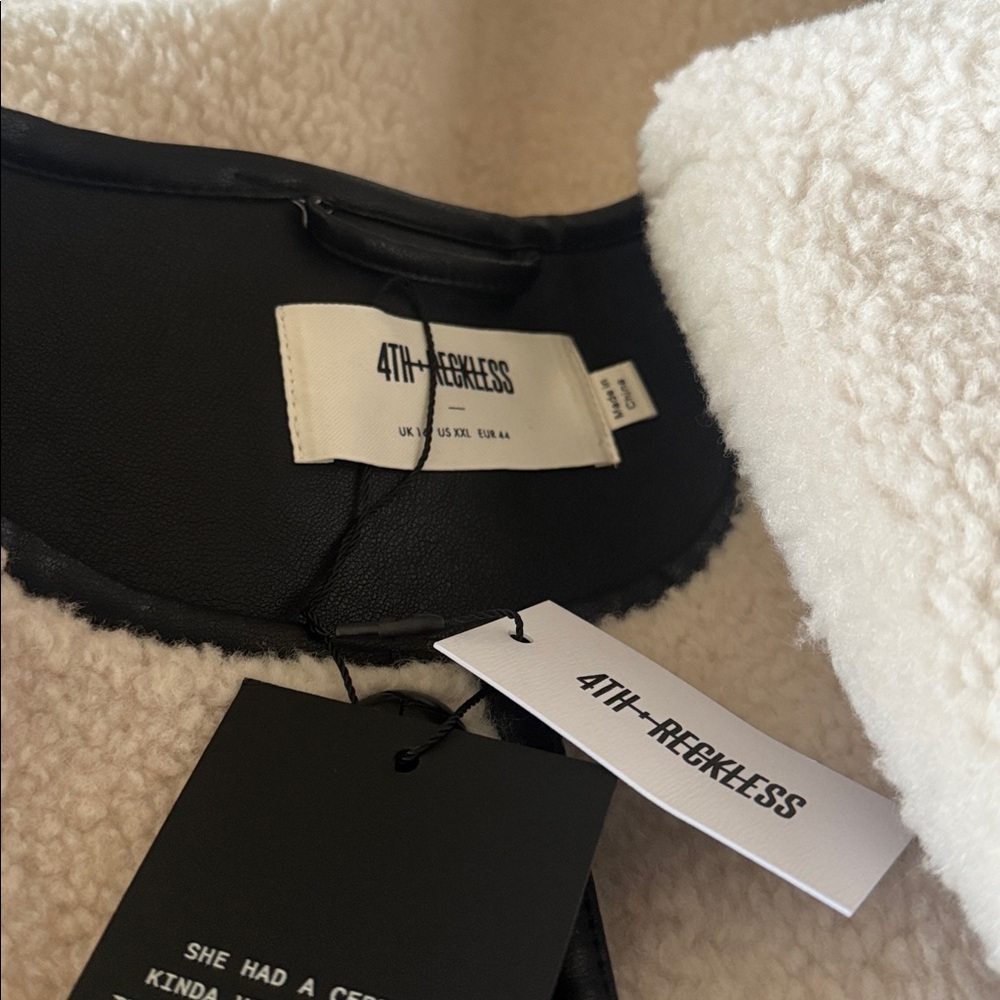 4TH+RECKLESS
UK US XXL EUR 44
Made in
China
4TH+RECKLESS
SHE HAD A
KINDA